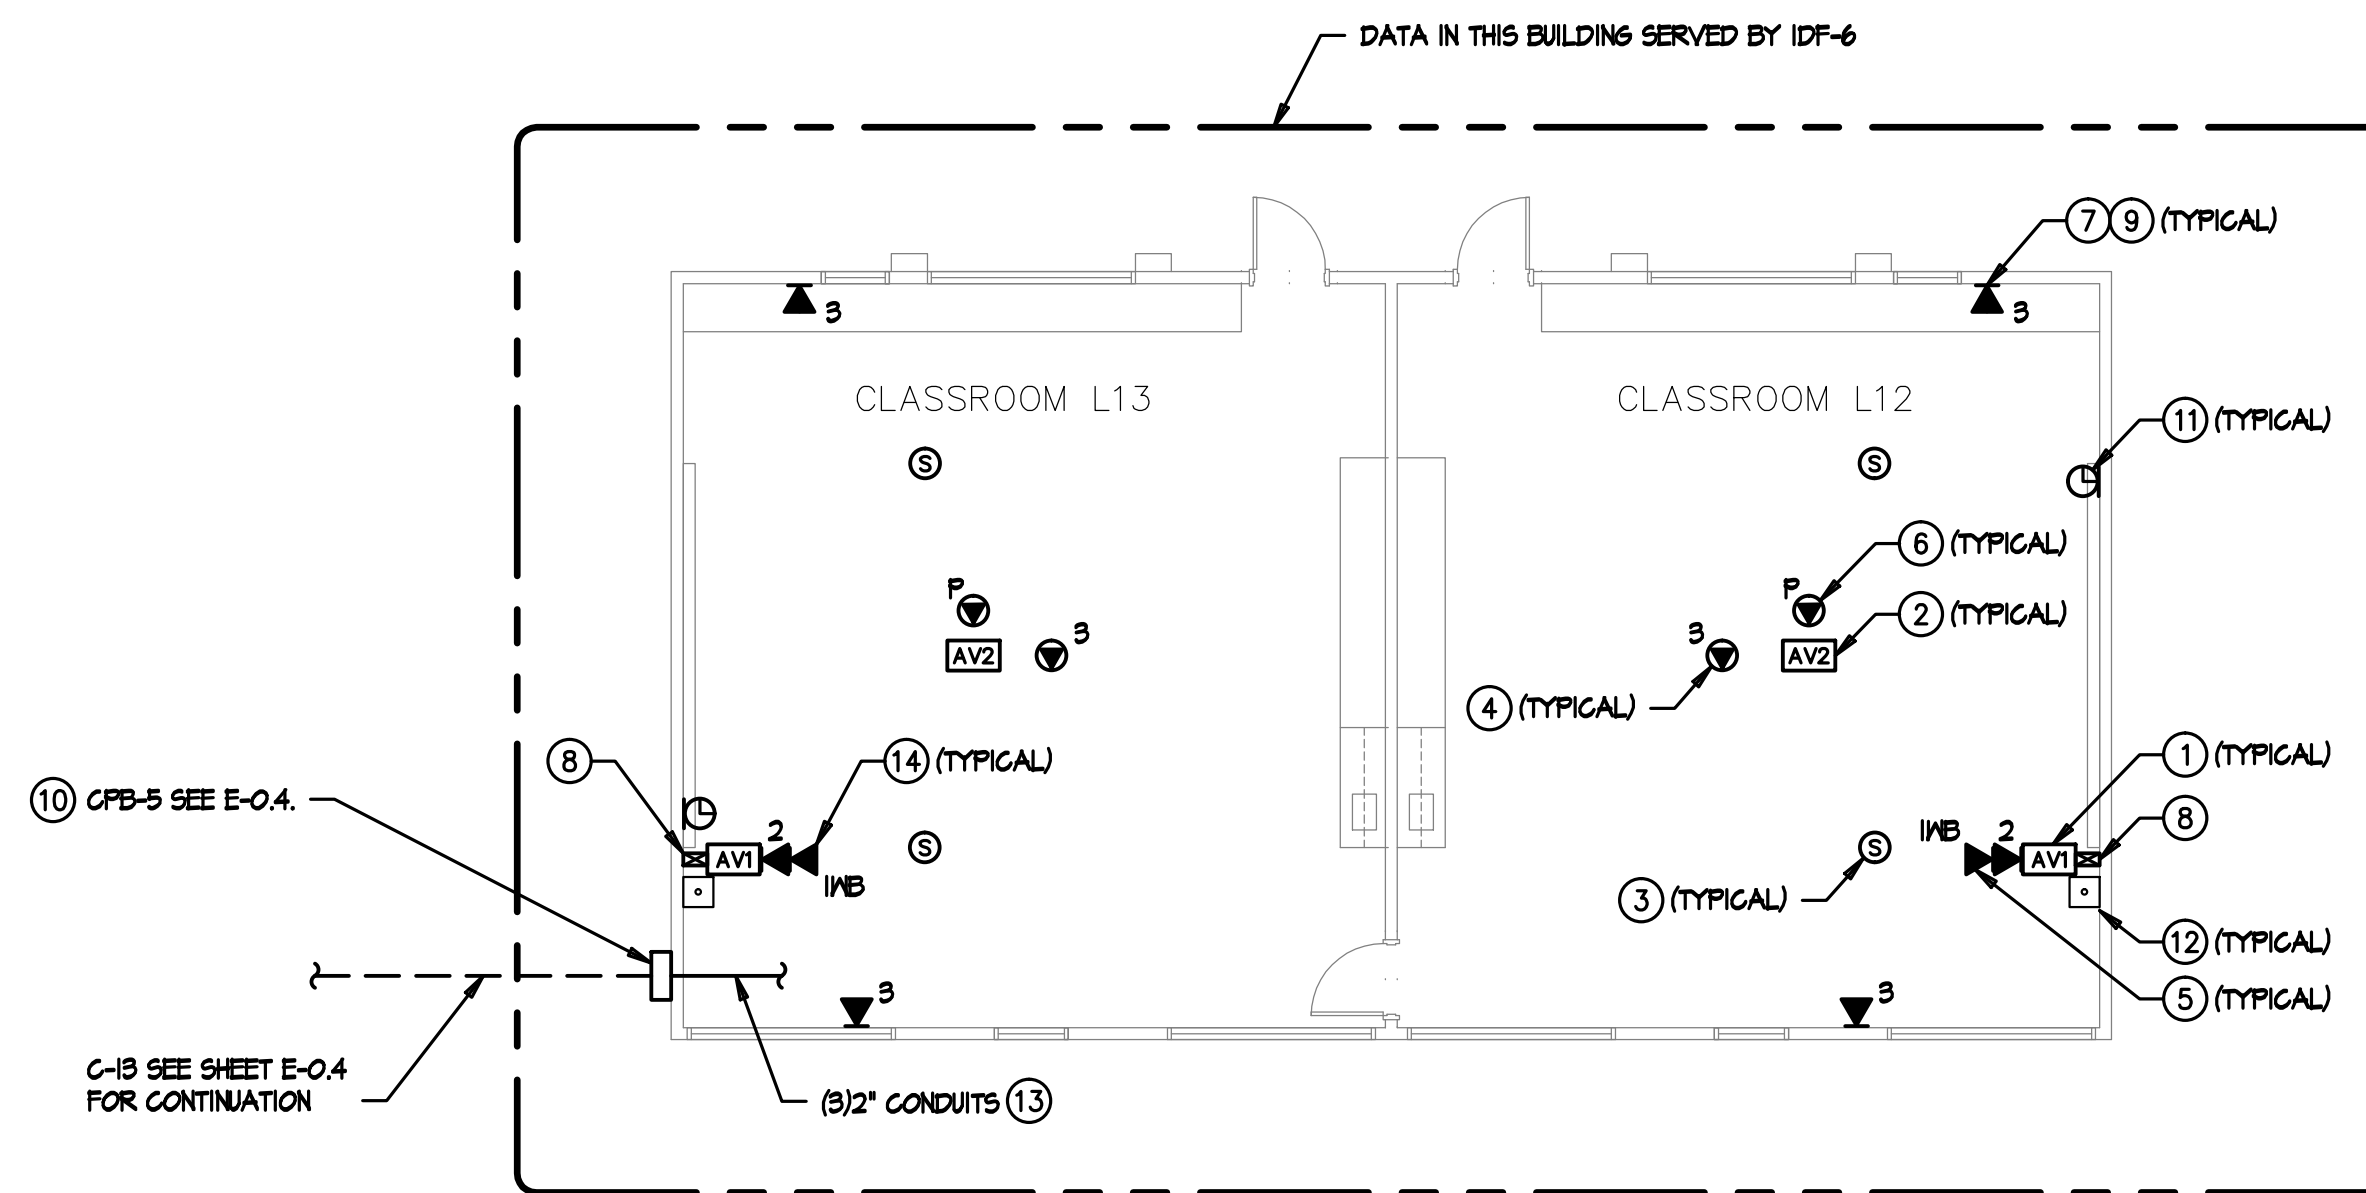 DATA IN THIS BUILDING SERVED BY IDF-6
7 9 (TYPICAL)
3
3
CLASSROOM L13
CLASSROOM L12
11 (TYPICAL)
S
S
6 (TYPICAL)
P
P
2 (TYPICAL)
3
3
AV2
AV2
4 (TYPICAL)
8
14 (TYPICAL)
1 (TYPICAL)
10 CPB-5 SEE E-0.4.
8
2
IWB
2
S
S
AV1
AV1
IWB
3 (TYPICAL)
12 (TYPICAL)
3
3
5 (TYPICAL)
C-13 SEE SHEET E-0.4
FOR CONTINUATION
(3)2" CONDUITS 13